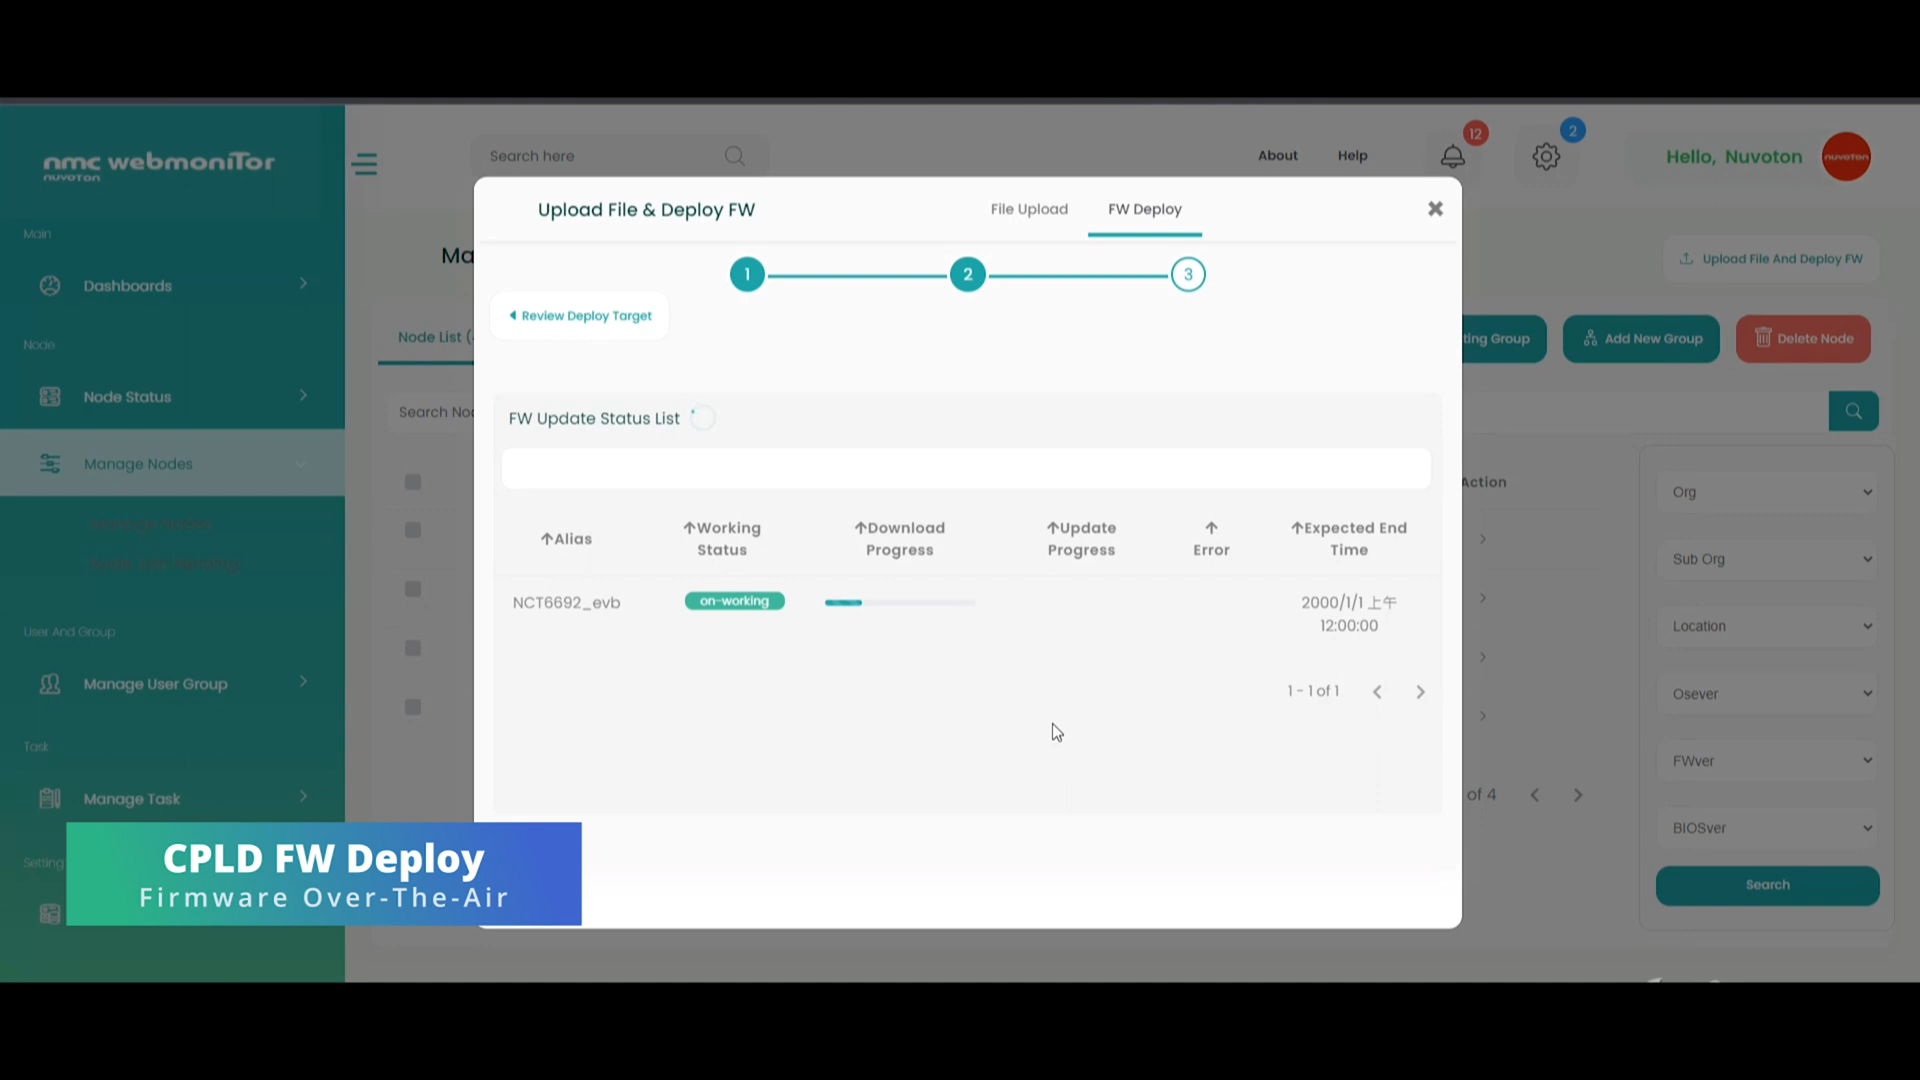 nmc webmoniTor
nuvoTon
Search here
About
Help
12
2
Hello, Nuvoton
nuvoton
Main
Dashboards
Node
Node Status
Manage Nodes
User And Group
Manage User Group
Task
Manage Task
Setting
Ma
Upload File And Deploy FW
Node List (
ting Group
Add New Group
Delete Node
Search Noc
Action
Org
Sub Org
Location
Osever
FWver
BIOSver
Search
of 4
Upload File & Deploy FW
File Upload
FW Deploy
1
2
3
Review Deploy Target
FW Update Status List
Alias
Working Status
Download Progress
Update Progress
Error
Expected End Time
NCT6692_evb
on-working
2000/1/1 上午
12:00:00
1 - 1 of 1
CPLD FW Deploy
Firmware Over-The-Air